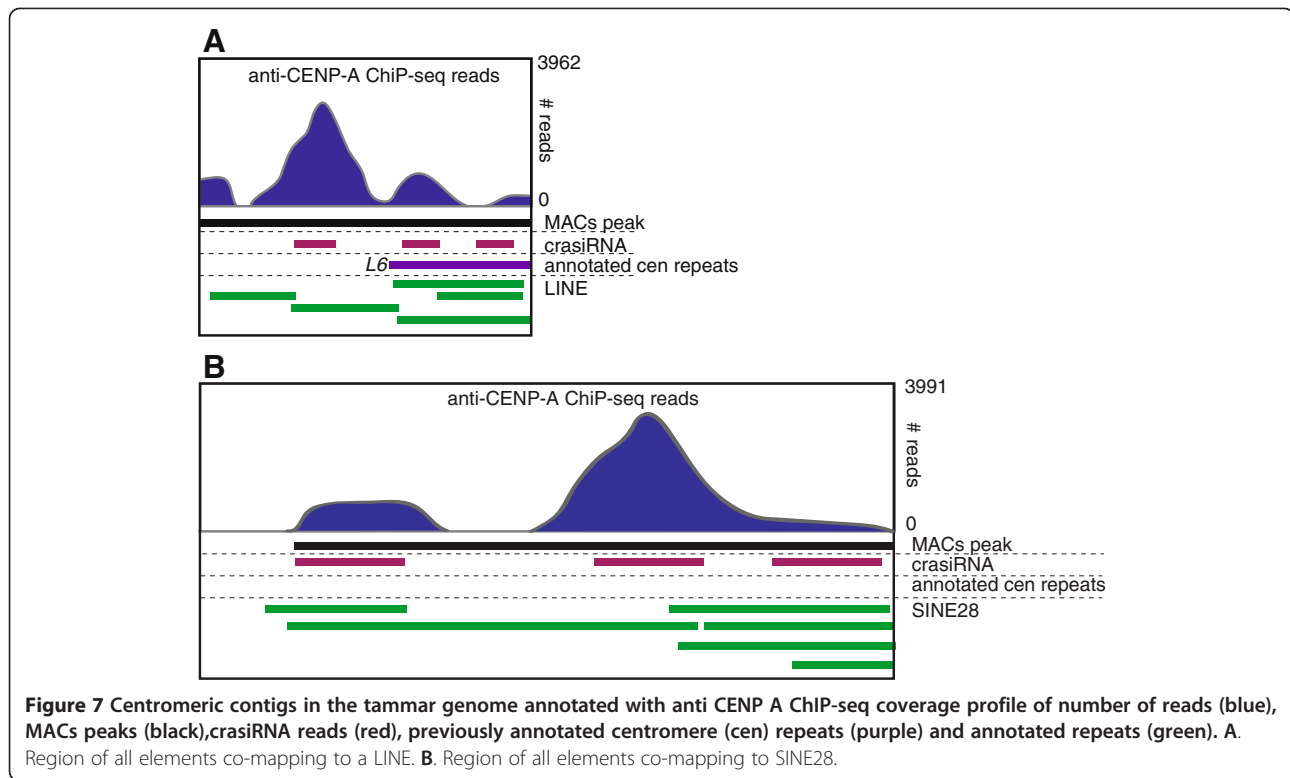 A
anti-CENP-A ChiP-seq reads
3962
# reads
0
MACs peak
crasiRNA
L6
annotated cen repeats
LINE
B
anti-CENP-A ChiP-seq reads
3991
# reads
0
MACs peak
crasiRNA
annotated cen repeats
SINE28
Figure 7 Centromeric contigs in the tammar genome annotated with anti CENP A ChIP-seq coverage profile of number of reads (blue),
MACs peaks (black),crasiRNA reads (red), previously annotated centromere (cen) repeats (purple) and annotated repeats (green). A.
Region of all elements co-mapping to a LINE. B. Region of all elements co-mapping to SINE28.